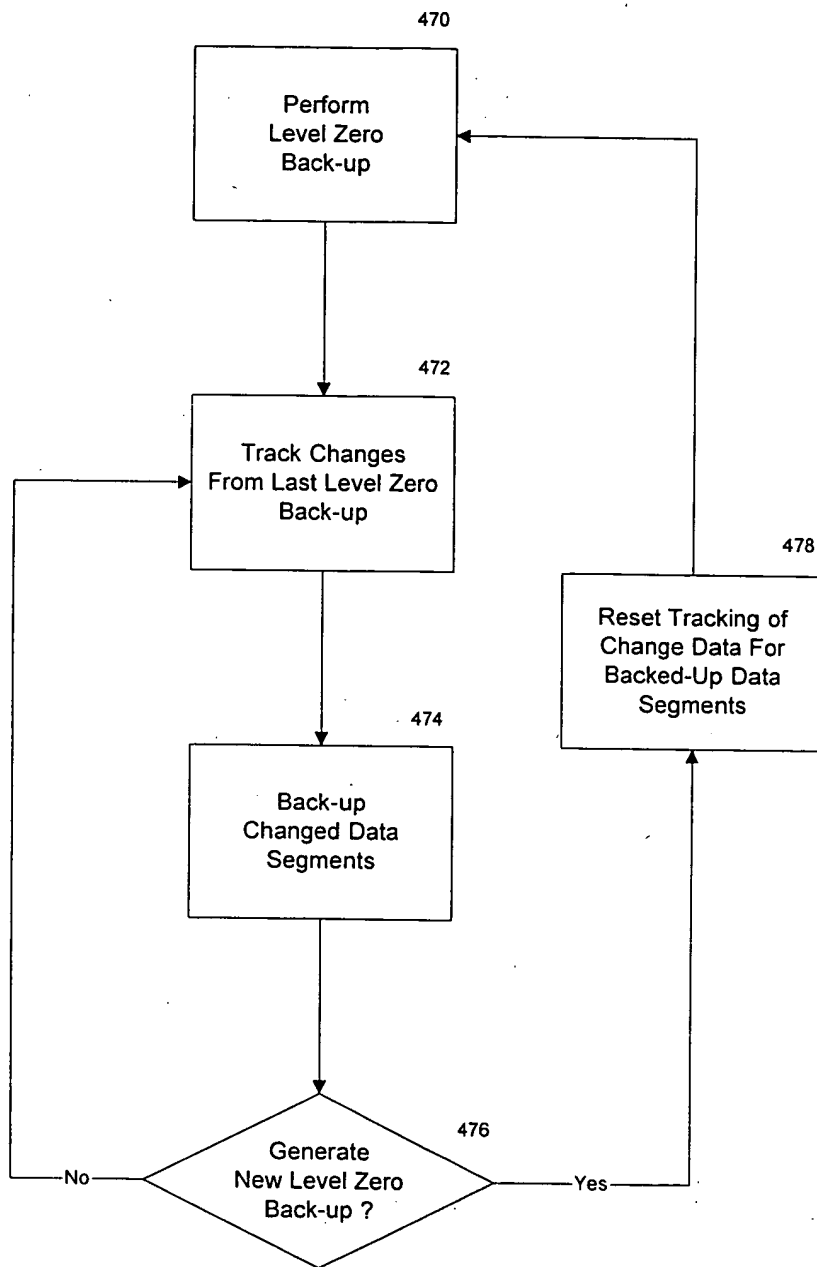 470
Perform
Level Zero
Back-up
472
Track Changes
From Last Level Zero
Back-up
478
Reset Tracking of
Change Data For
Backed-Up Data
Segments
474
Back-up
Changed Data
Segments
476
Generate
New Level Zero
Back-up ?
No
Yes